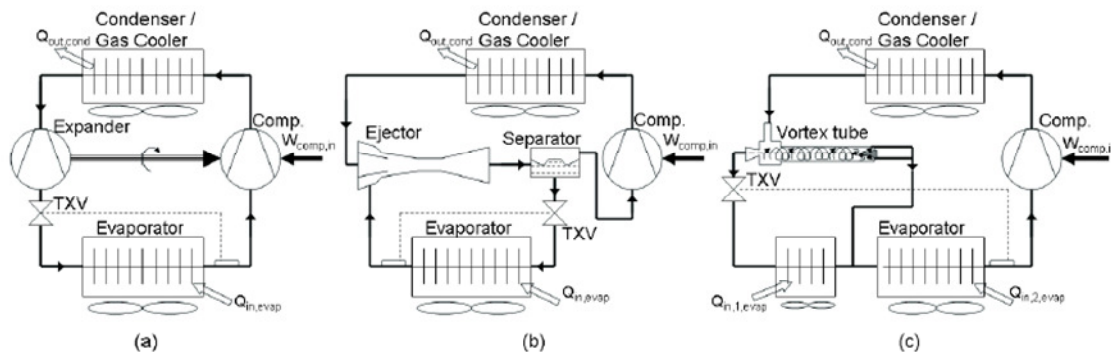 Condenser /
Gas Cooler
Q_out,cond
Expander
Comp.
W_comp,in
TXV
Evaporator
Q_in,evap
(a)
Condenser /
Gas Cooler
Q_out,cond
Ejector
Separator
Comp.
W_comp,in
TXV
Evaporator
Q_in,evap
(b)
Condenser /
Gas Cooler
Q_out,cond
Vortex tube
Comp.
W_comp,i
TXV
Evaporator
Q_in,1,evap
Q_in,2,evap
(c)